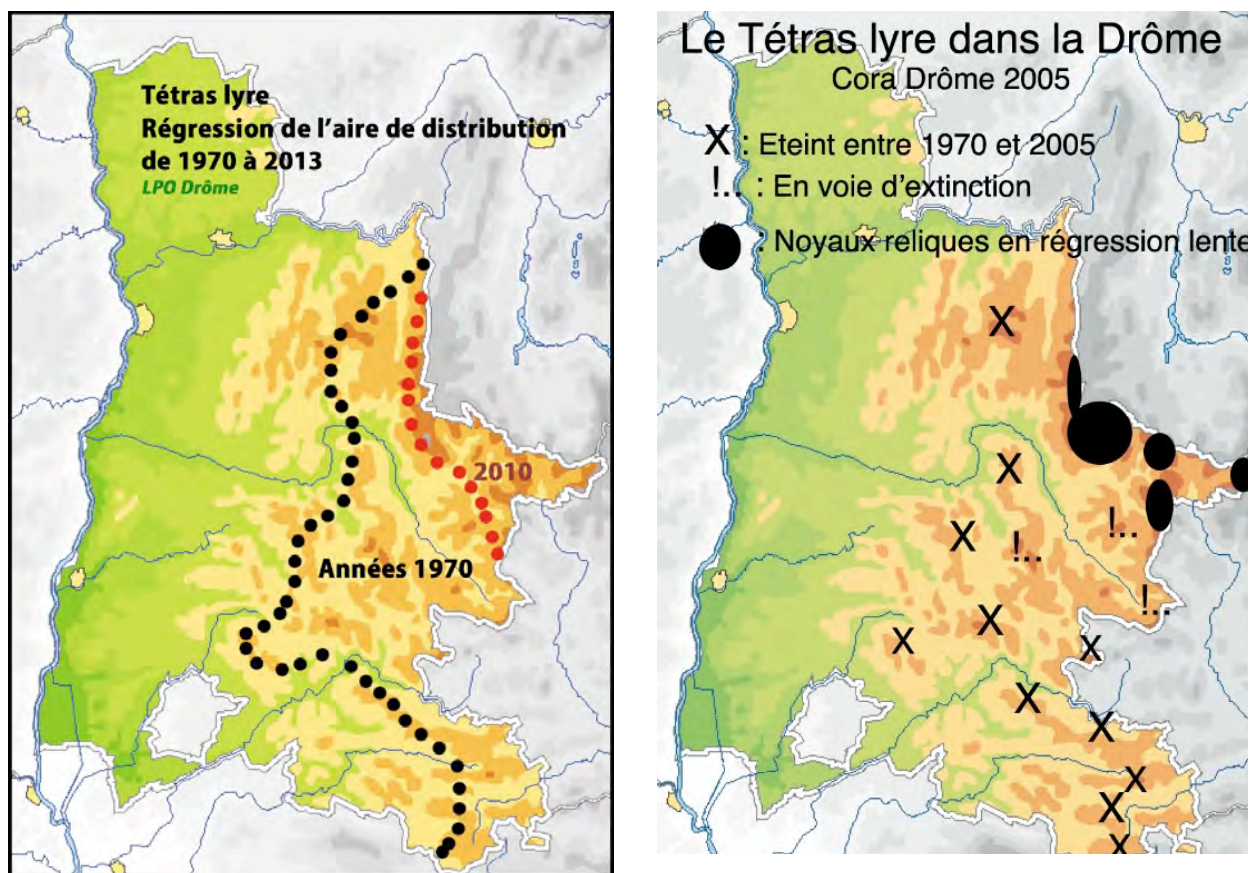 Tétras lyre
Régression de l'aire de distribution
de 1970 à 2013
LPO Drôme
2010
Années 1970
Le Tétras lyre dans la Drôme
Cora Drôme 2005
X : Eteint entre 1970 et 2005
!.. : En voie d'extinction
: Noyaux reliques en régression lente
X
X
X
!..
!..
!..
X
X
X
X
X
X
X
X